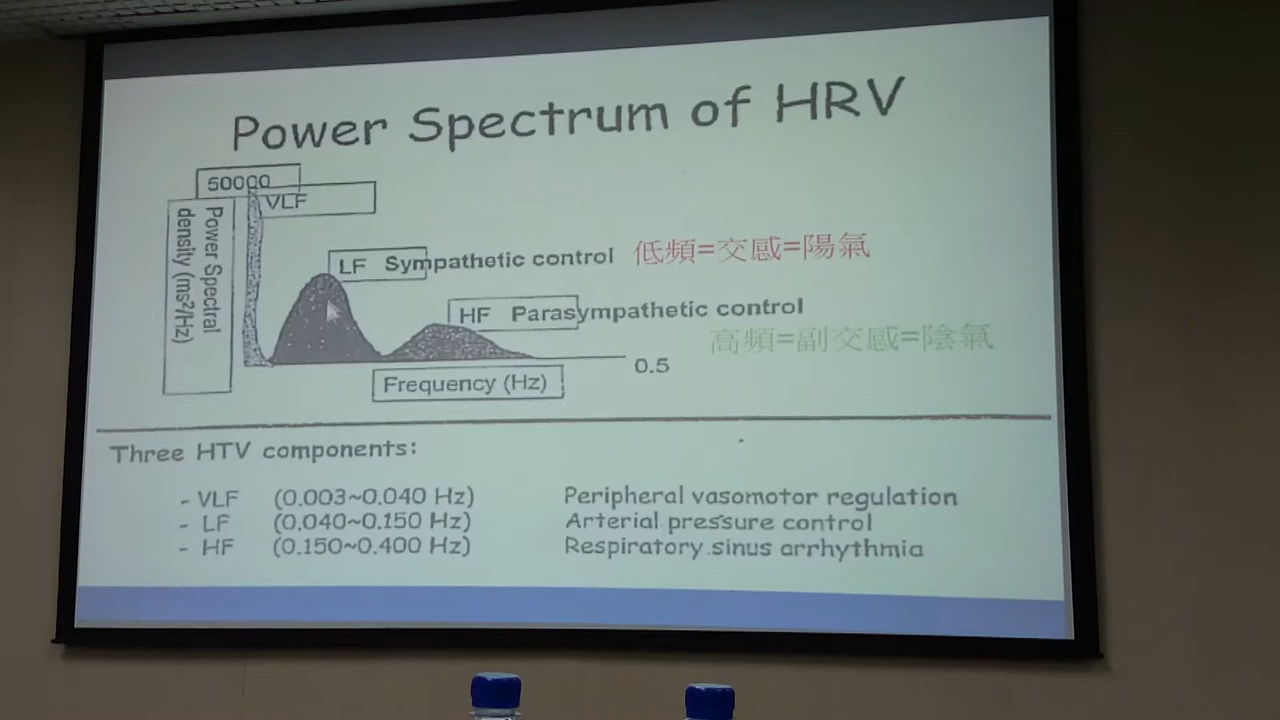 Power Spectrum of HRV
50000
VLF
Power Spectral
density (ms²/Hz)
LF Sympathetic control 低頻=交感=陽氣
HF Parasympathetic control
高頻=副交感=陰氣
0.5
Frequency (Hz)
Three HTV components:
- VLF (0.003~0.040 Hz) Peripheral vasomotor regulation
- LF (0.040~0.150 Hz) Arterial pressure control
- HF (0.150~0.400 Hz) Respiratory sinus arrhythmia